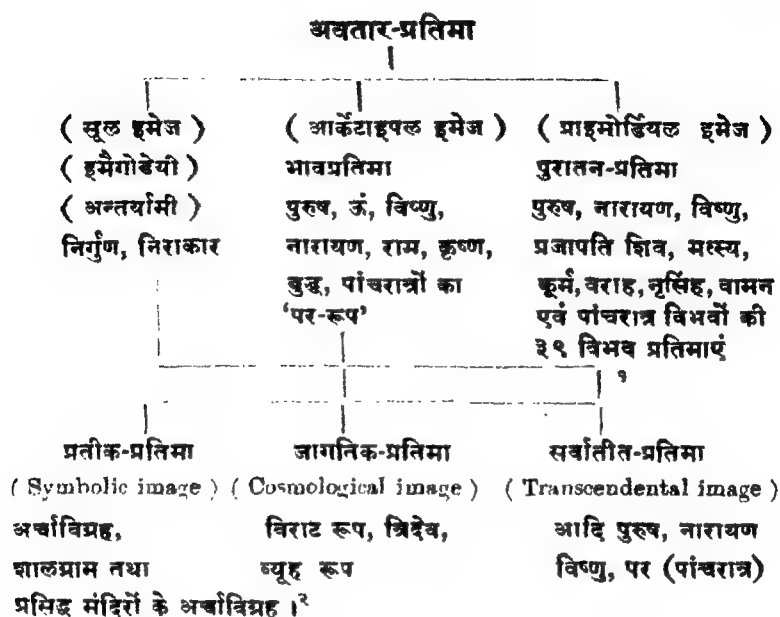 अवतार-प्रतिमा
( सूल इमेज ) ( आर्केटाइपल इमेज ) ( प्राइमोर्डियल इमेज )
( इमैगोडेयी ) भावप्रतिमा पुरातन-प्रतिमा
( अन्तर्यामी ) पुरुष, ऊं, विष्णु, पुरुष, नारायण, विष्णु,
निर्गुण, निराकार नारायण, राम, कृष्ण, प्रजापति शिव, मत्स्य,
बुद्ध, पांचरात्रों का कूर्म, वराह, नृसिंह, वामन
‘पर-रूप’ एवं पांचरात्र विभवों की
३९ विभव प्रतिमाएं
१
प्रतीक-प्रतिमा जागतिक-प्रतिमा सर्वातीत-प्रतिमा
( Symbolic image ) ( Cosmological image ) ( Transcendental image )
अर्चाविग्रह, विराट रूप, त्रिदेव, आदि पुरुष, नारायण
शालग्राम तथा व्यूह रूप विष्णु, पर (पांचरात्र)
प्रसिद्ध मंदिरों के अर्चाविग्रह ।२